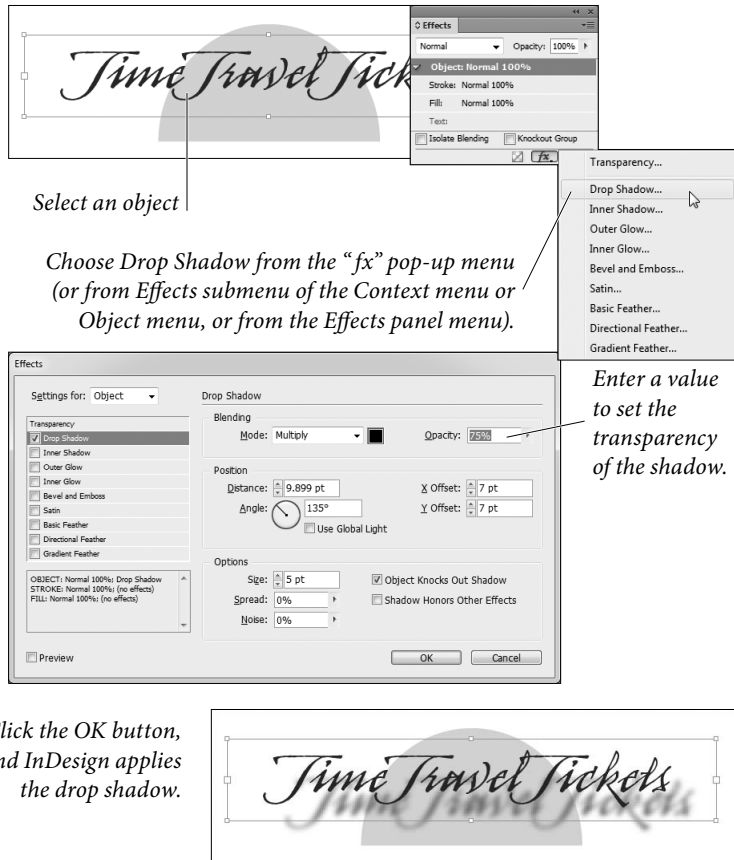 Effects
Normal Opacity: 100%
Object: Normal 100%
Stroke: Normal 100%
Fill: Normal 100%
Text:
Isolate Blending Knockout Group
fx.
Time Travel Tick
Select an object
Transparency...
Drop Shadow...
Inner Shadow...
Outer Glow...
Inner Glow...
Bevel and Emboss...
Satin...
Basic Feather...
Directional Feather...
Gradient Feather...
Choose Drop Shadow from the “fx” pop-up menu
(or from Effects submenu of the Context menu or
Object menu, or from the Effects panel menu).
Effects
Settings for: Object
Transparency
Drop Shadow
Inner Shadow
Outer Glow
Inner Glow
Bevel and Emboss
Satin
Basic Feather
Directional Feather
Gradient Feather
OBJECT: Normal 100%; Drop Shadow
STROKE: Normal 100%; (no effects)
FILL: Normal 100%; (no effects)
Preview
Drop Shadow
Blending
Mode: Multiply Opacity: 75%
Position
Distance: 9.899 pt X Offset: 7 pt
Angle: 135° Y Offset: 7 pt
Use Global Light
Options
Size: 5 pt Object Knocks Out Shadow
Spread: 0% Shadow Honors Other Effects
Noise: 0%
OK Cancel
Enter a value
to set the
transparency
of the shadow.
lick the OK button,
nd InDesign applies
the drop shadow.
Time Travel Tickets